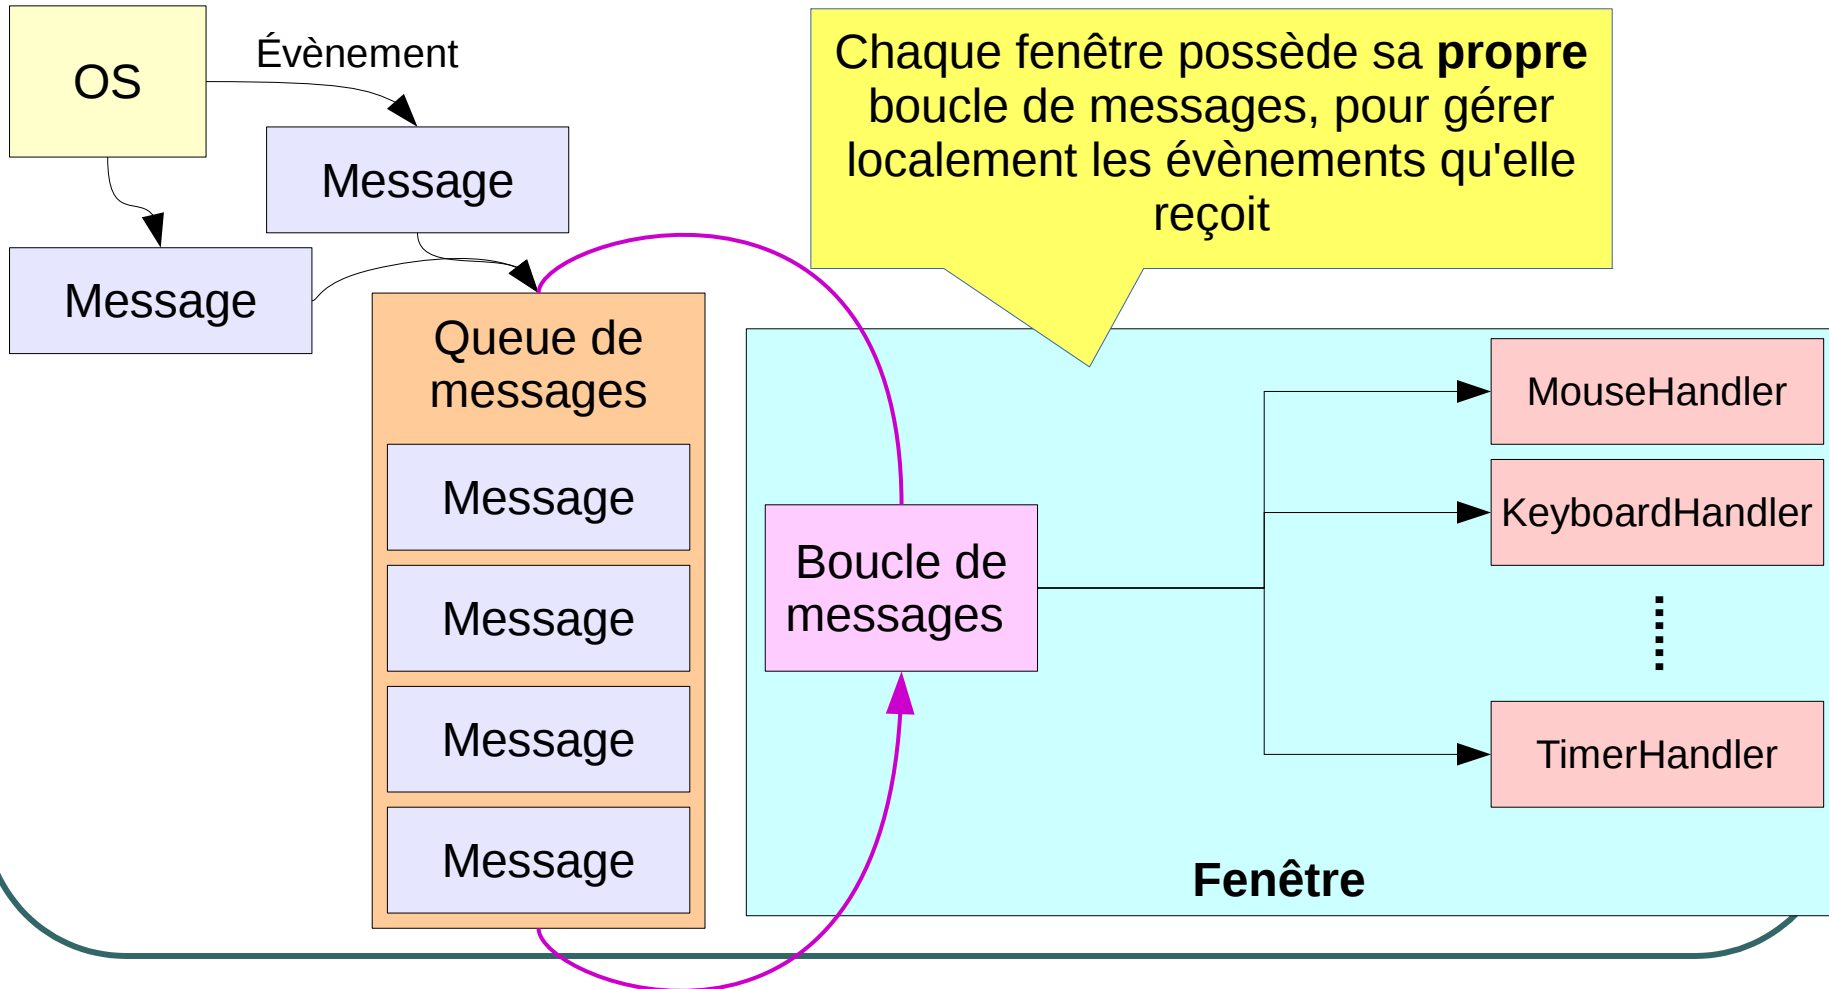 OS
Évènement
Message
Message
Chaque fenêtre possède sa propre
boucle de messages, pour gérer
localement les évènements qu'elle
reçoit
Queue de
messages
Message
Message
Message
Message
Boucle de
messages
MouseHandler
KeyboardHandler
TimerHandler
Fenêtre